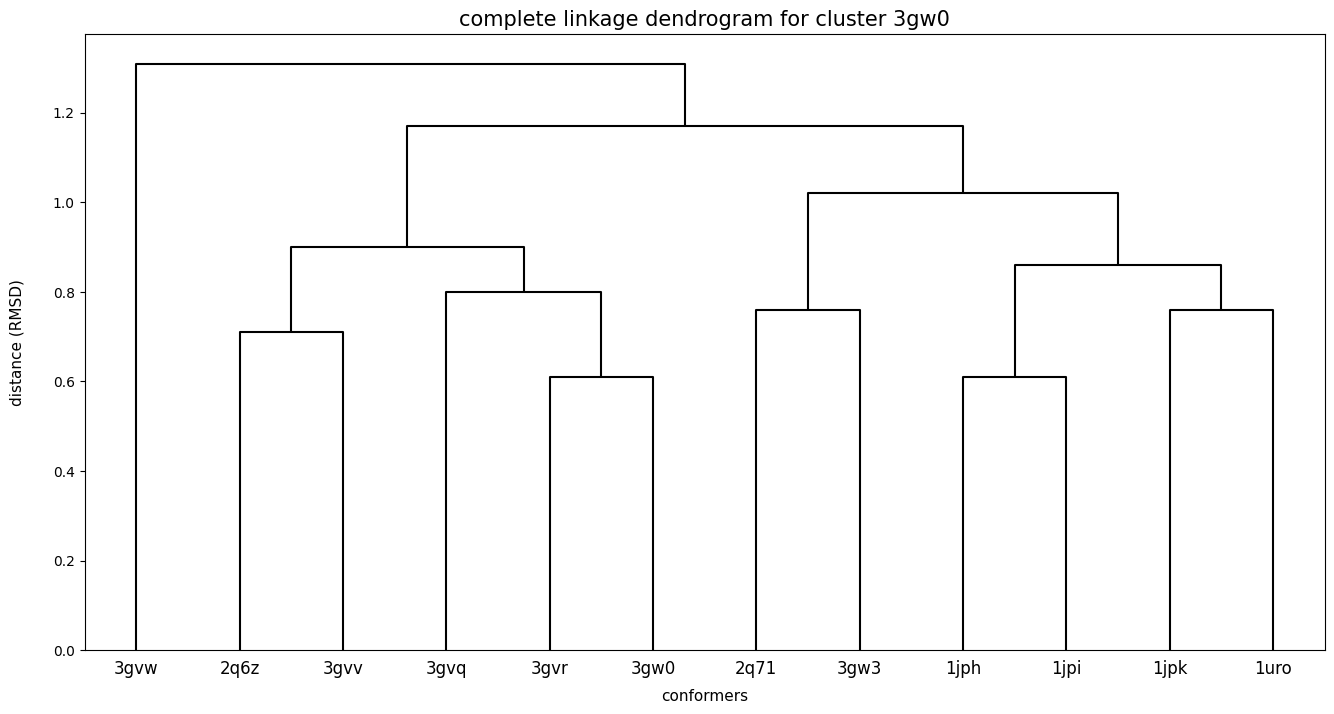 complete linkage dendrogram for cluster 3gw0
distance (RMSD)
1.2
1.0
0.8
0.6
0.4
0.2
0.0
3gvw 2q6z 3gvv 3gvq 3gvr 3gw0 2q71 3gw3 1jph 1jpi 1jpk 1uro
conformers